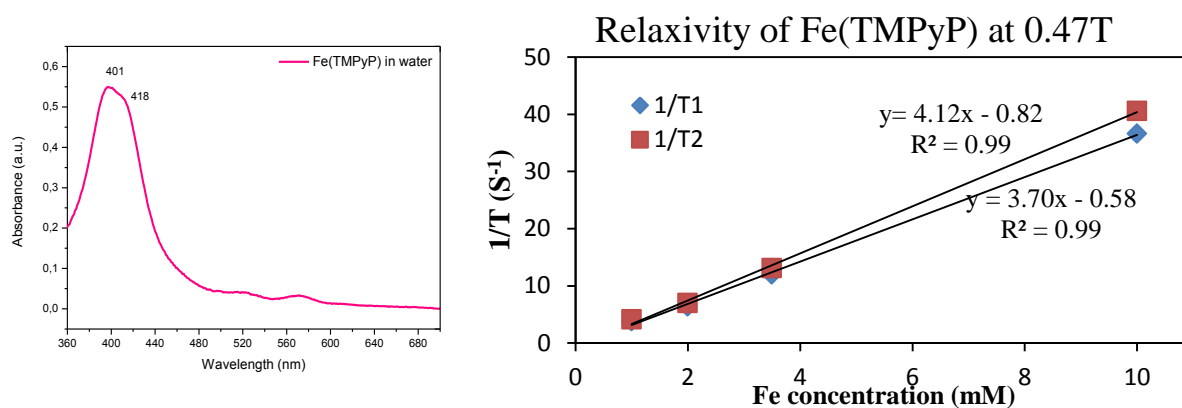 0,6
0,5
0,4
0,3
0,2
0,1
0,0
Absorbance (a.u.)
401
418
Fe(TMPyP) in water
360 400 440 480 520 560 600 640 680
Wavelength (nm)
Relaxivity of Fe(TMPyP) at 0.47T
50
40
30
20
10
0
1/T (S⁻¹)
1/T1
1/T2
y= 4.12x - 0.82
R² = 0.99
y = 3.70x - 0.58
R² = 0.99
0 2 4 6 8 10
Fe concentration (mM)